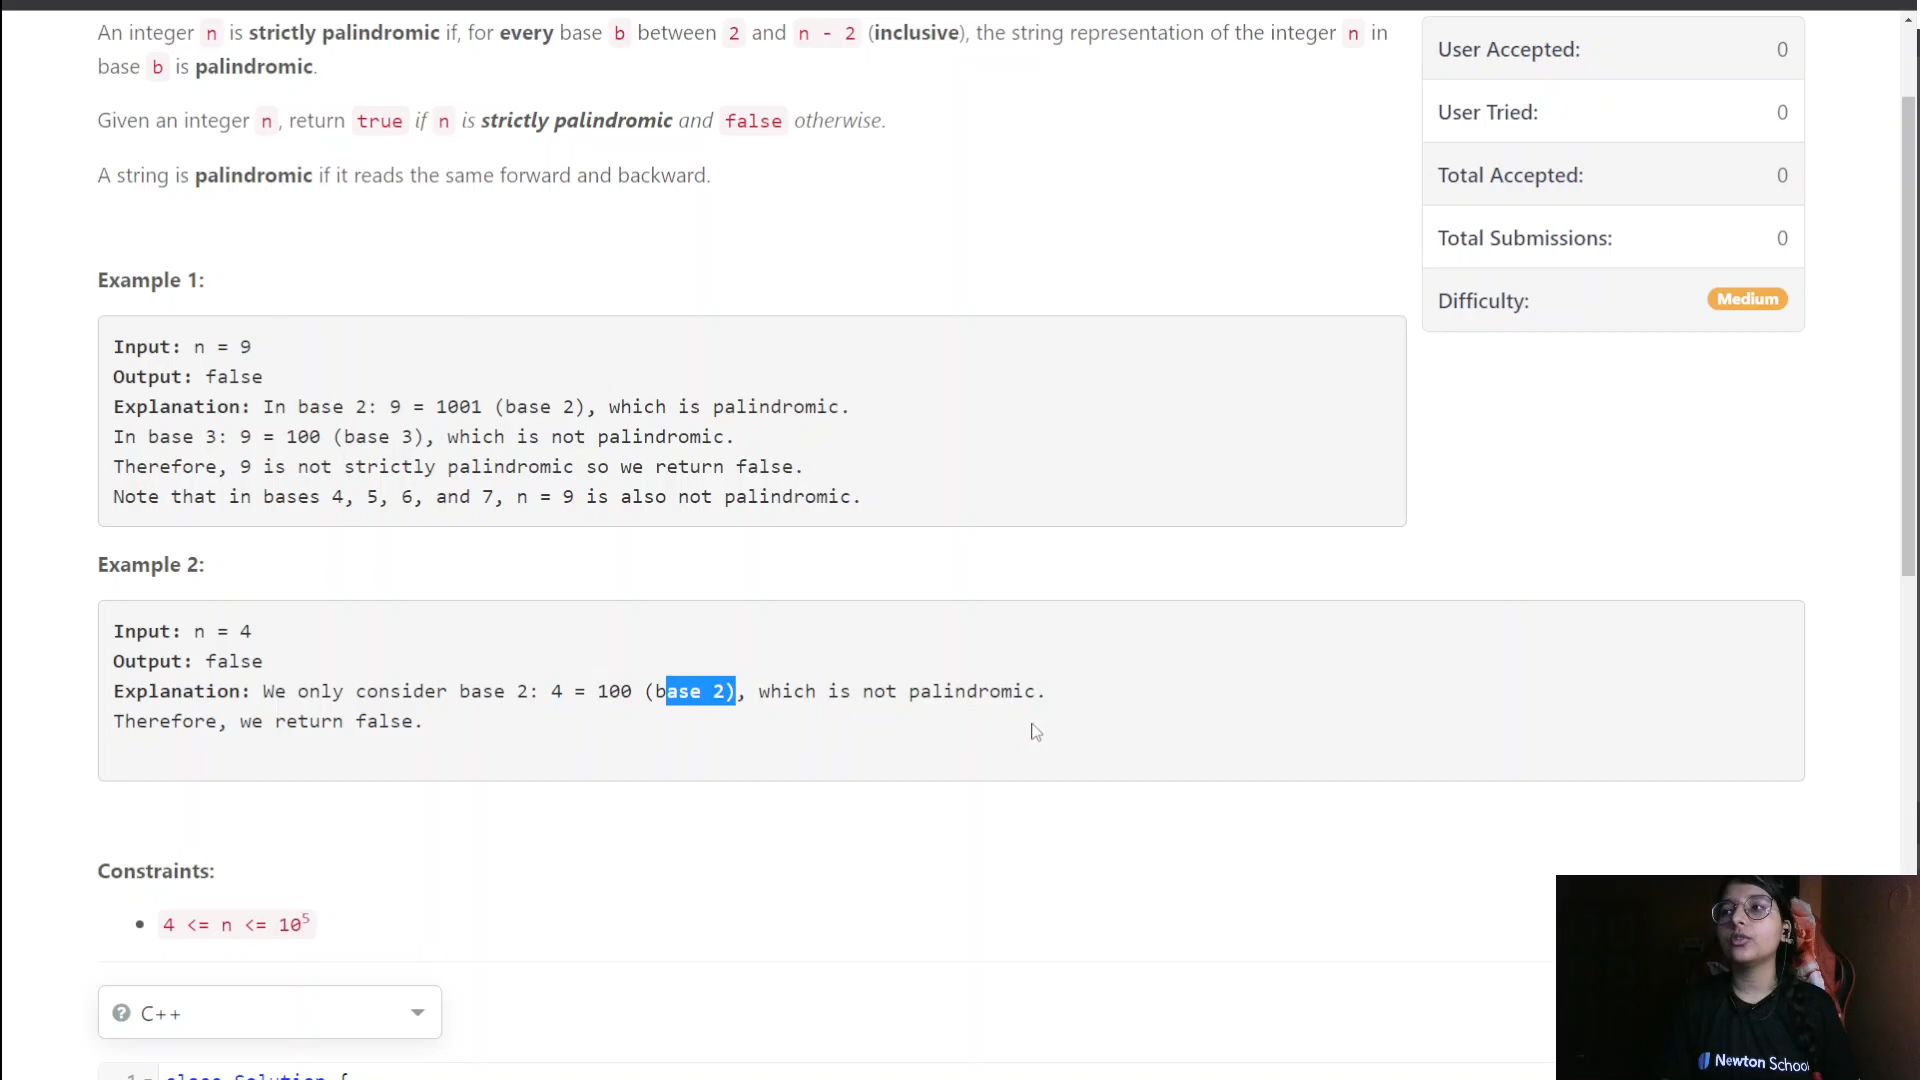 An integer n is strictly palindromic if, for every base b between 2 and n - 2 (inclusive), the string representation of the integer n in
base b is palindromic.
Given an integer n, return true if n is strictly palindromic and false otherwise.
A string is palindromic if it reads the same forward and backward.
User Accepted: 0
User Tried: 0
Total Accepted: 0
Total Submissions: 0
Difficulty: Medium
Example 1:
Input: n = 9
Output: false
Explanation: In base 2: 9 = 1001 (base 2), which is palindromic.
In base 3: 9 = 100 (base 3), which is not palindromic.
Therefore, 9 is not strictly palindromic so we return false.
Note that in bases 4, 5, 6, and 7, n = 9 is also not palindromic.
Example 2:
Input: n = 4
Output: false
Explanation: We only consider base 2: 4 = 100 (base 2), which is not palindromic.
Therefore, we return false.
Constraints:
• 4 <= n <= 10⁵
C++
1 class Solution {
Newton School